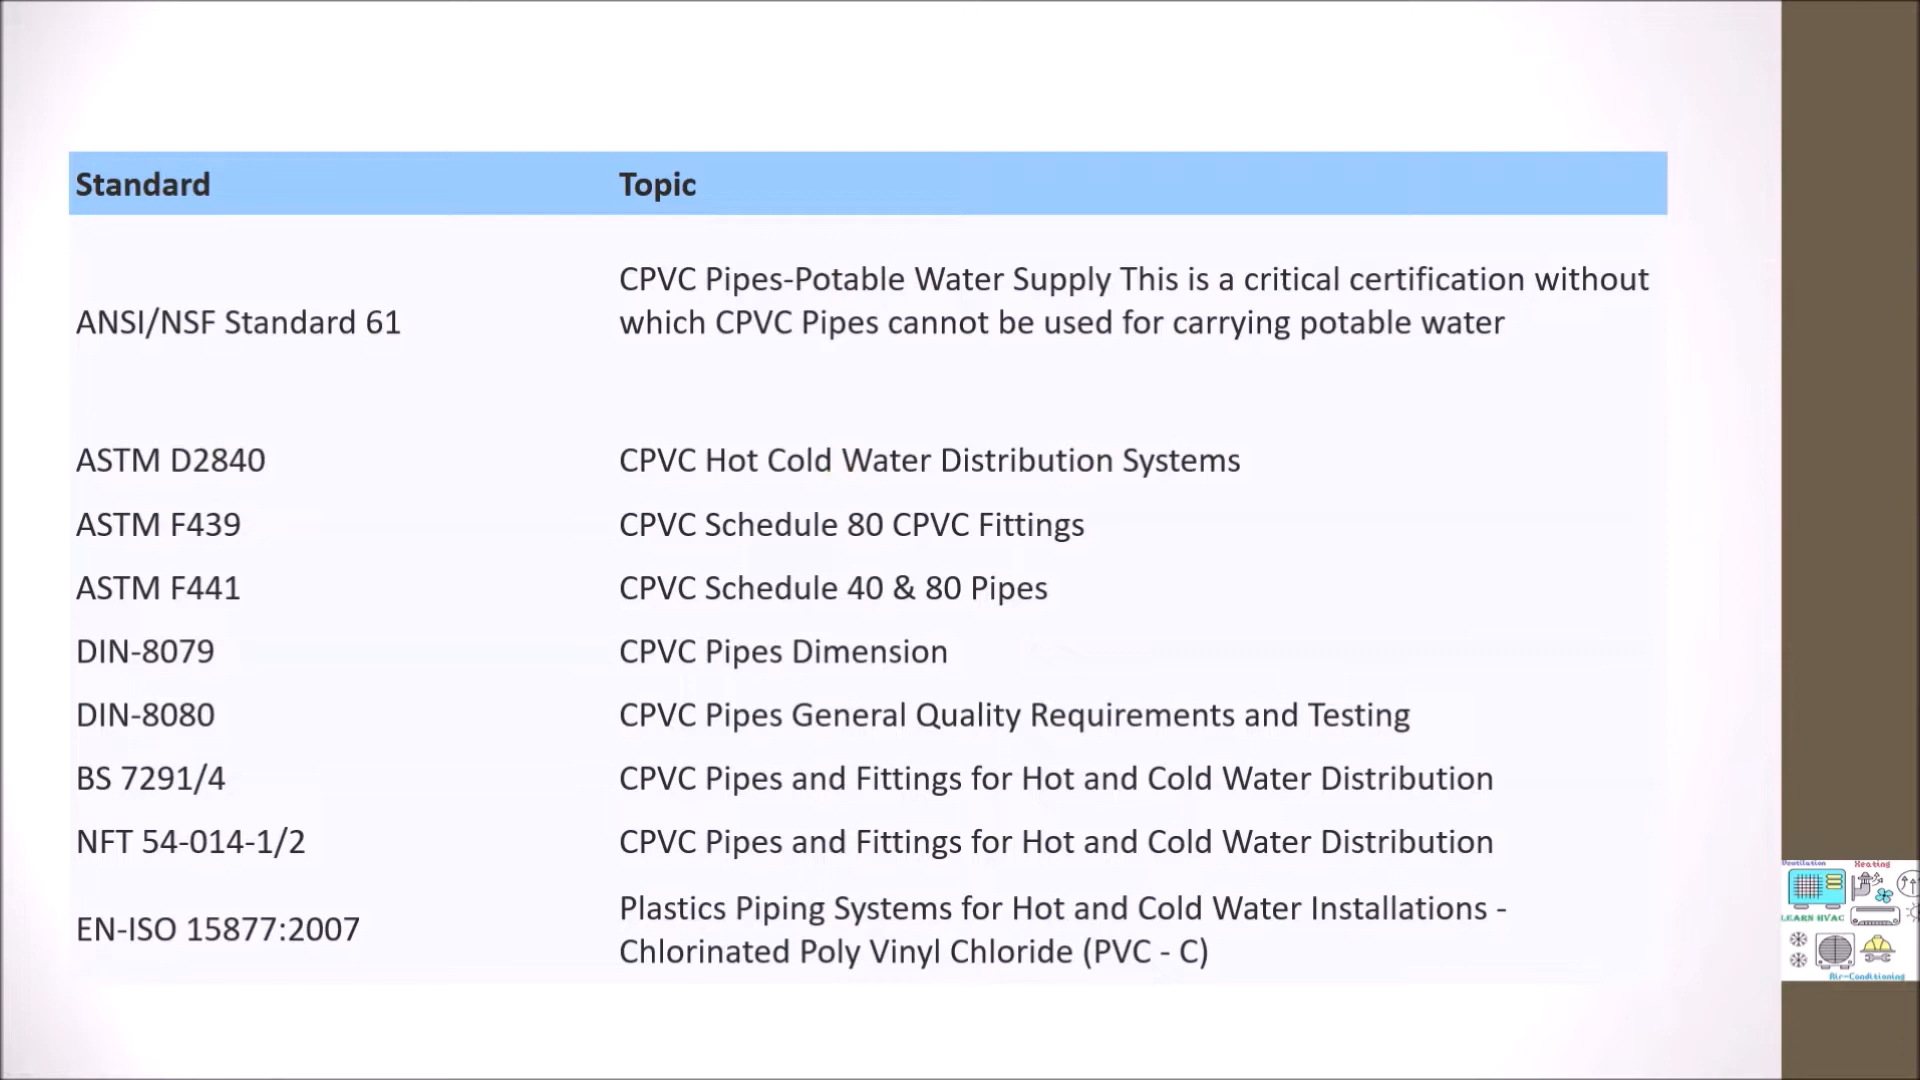 Standard Topic
CPVC Pipes-Potable Water Supply This is a critical certification without
ANSI/NSF Standard 61 which CPVC Pipes cannot be used for carrying potable water
ASTM D2840 CPVC Hot Cold Water Distribution Systems
ASTM F439 CPVC Schedule 80 CPVC Fittings
ASTM F441 CPVC Schedule 40 & 80 Pipes
DIN-8079 CPVC Pipes Dimension
DIN-8080 CPVC Pipes General Quality Requirements and Testing
BS 7291/4 CPVC Pipes and Fittings for Hot and Cold Water Distribution
NFT 54-014-1/2 CPVC Pipes and Fittings for Hot and Cold Water Distribution
EN-ISO 15877:2007 Plastics Piping Systems for Hot and Cold Water Installations -
Chlorinated Poly Vinyl Chloride (PVC - C)
Ventilation Heating
LEARN HVAC
Air-Conditioning